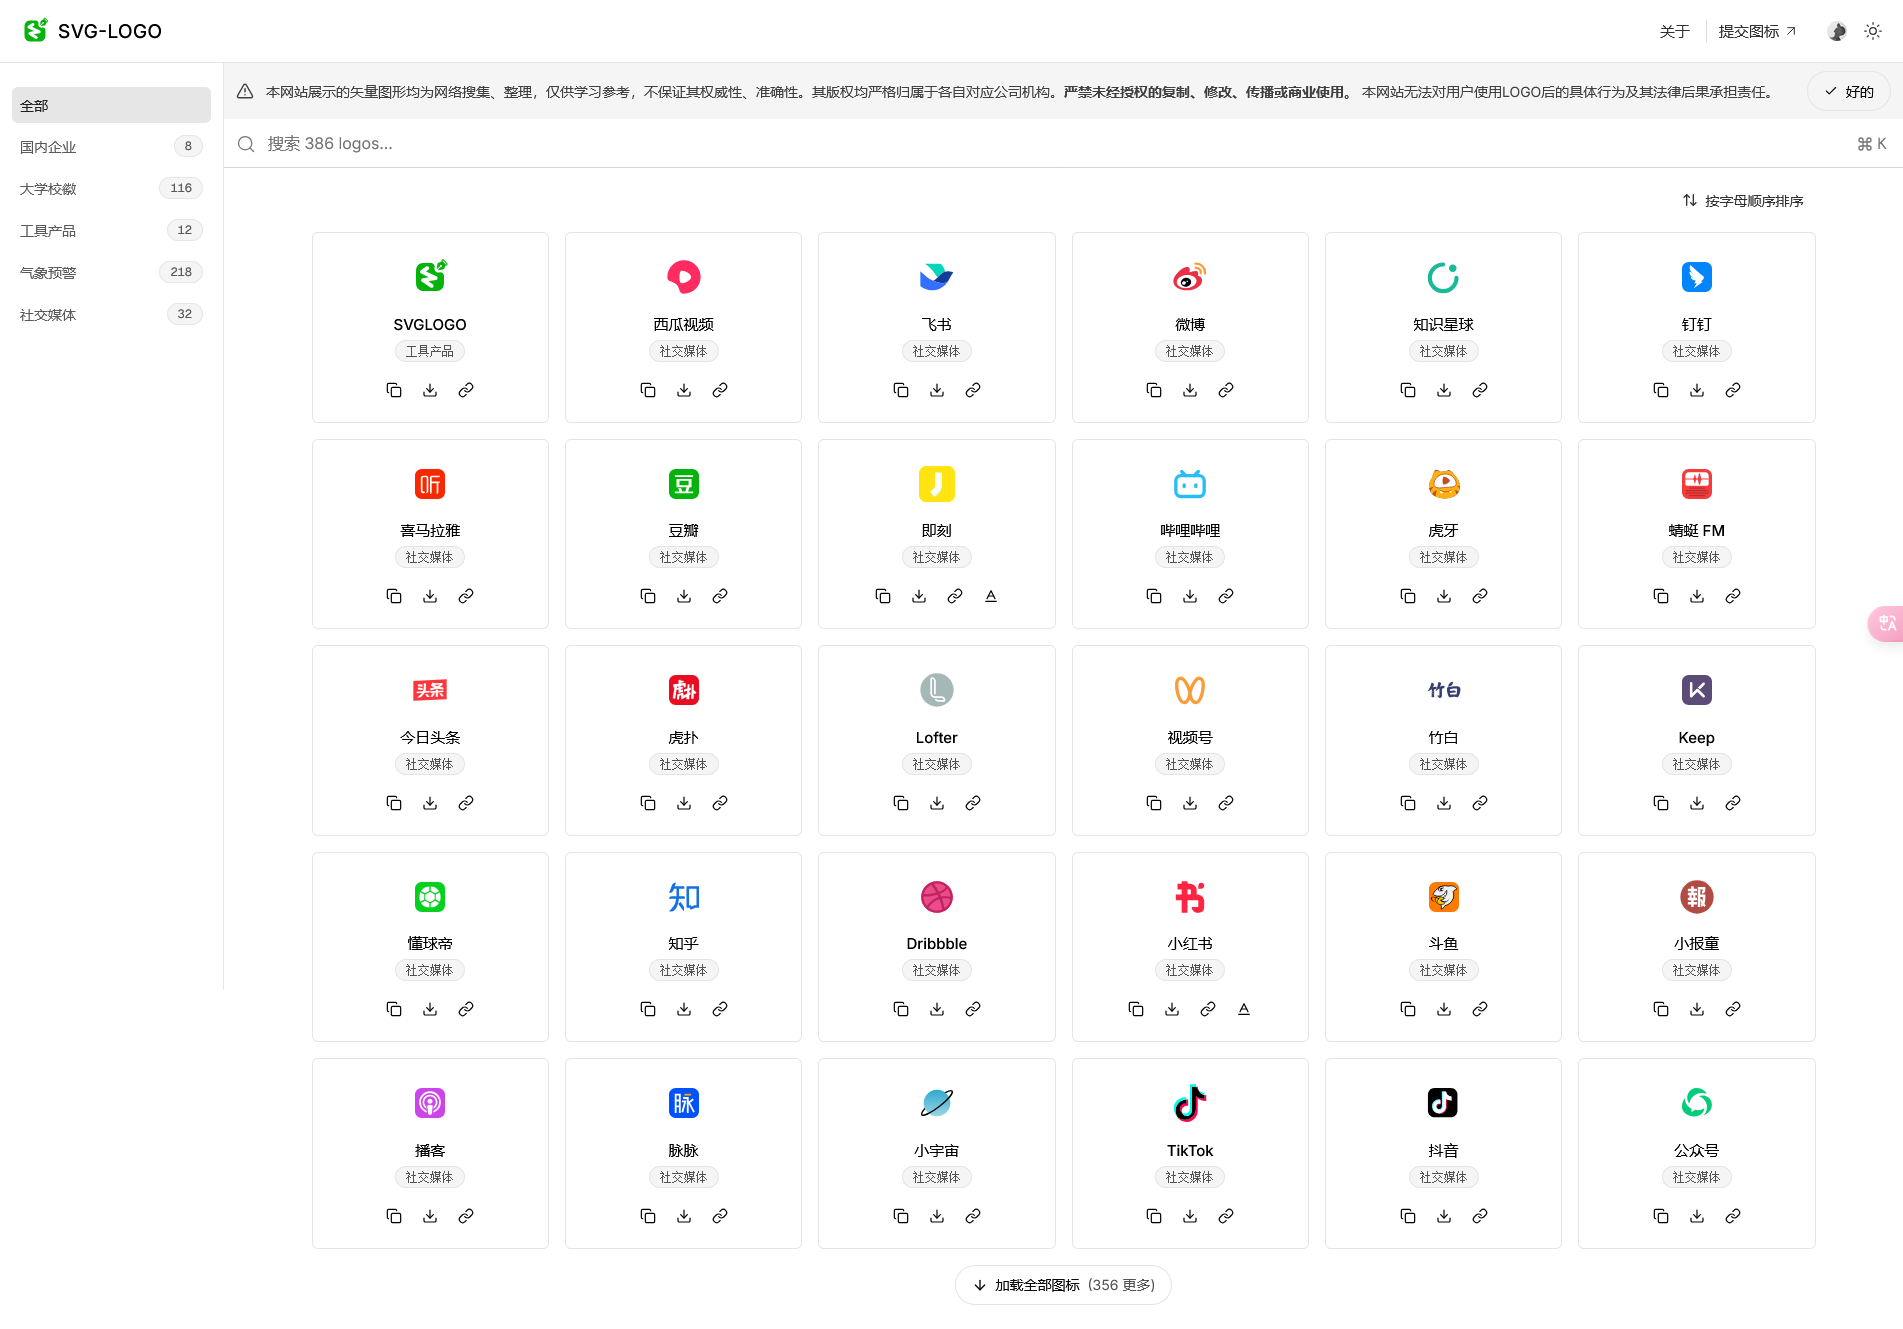 SVG-LOGO
关于
提交图标
全部
国内企业 8
大学校徽 116
工具产品 12
气象预警 218
社交媒体 32
本网站展示的矢量图形均为网络搜集、整理，仅供学习参考，不保证其权威性、准确性。其版权均严格归属于各自对应公司机构。严禁未经授权的复制、修改、传播或商业使用。 本网站无法对用户使用LOGO后的具体行为及其法律后果承担责任。
好的
搜索 386 logos...
⌘ K
按字母顺序排序
SVGLOGO
工具产品
西瓜视频
社交媒体
飞书
社交媒体
微博
社交媒体
知识星球
社交媒体
钉钉
社交媒体
听
喜马拉雅
社交媒体
豆
豆瓣
社交媒体
即刻
社交媒体
哔哩哔哩
社交媒体
虎牙
社交媒体
蜻蜓 FM
社交媒体
头条
今日头条
社交媒体
虎扑
虎扑
社交媒体
Lofter
社交媒体
视频号
社交媒体
竹白
竹白
社交媒体
K
Keep
社交媒体
懂球帝
社交媒体
知
知乎
社交媒体
Dribbble
社交媒体
书
小红书
社交媒体
斗鱼
社交媒体
報
小报童
社交媒体
播客
社交媒体
脉
脉脉
社交媒体
小宇宙
社交媒体
TikTok
社交媒体
抖音
社交媒体
公众号
社交媒体
加载全部图标 (356 更多)
中A